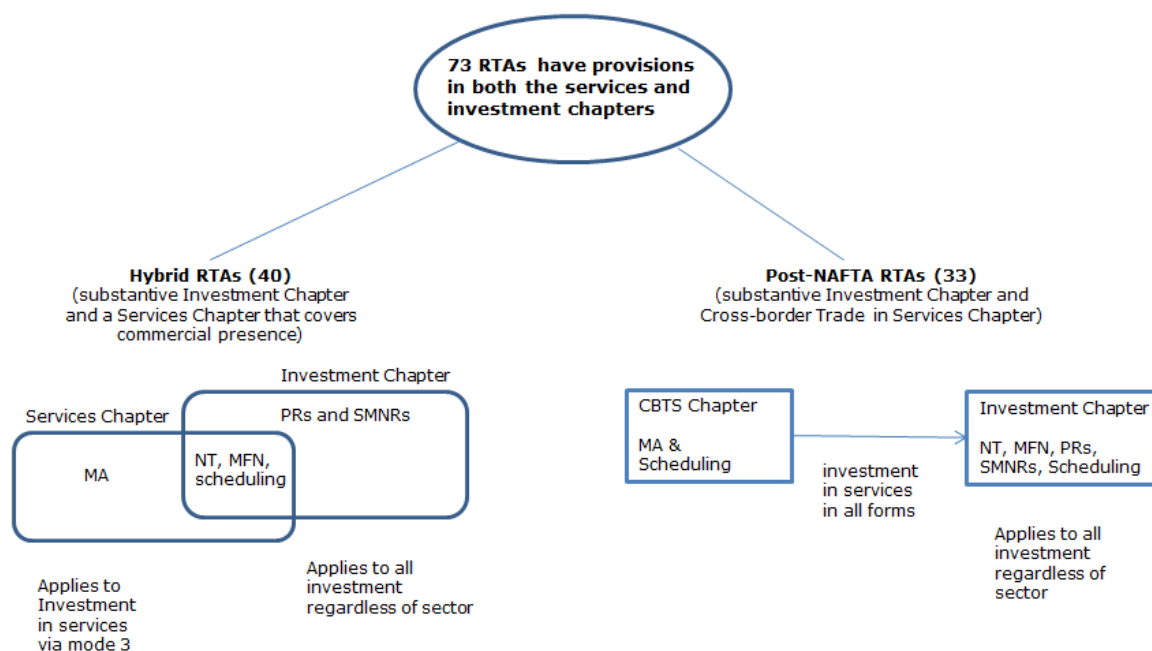 73 RTAs have provisions
in both the services and
investment chapters
Hybrid RTAs (40)
(substantive Investment Chapter
and a Services Chapter that covers
commercial presence)
Post-NAFTA RTAs (33)
(substantive Investment Chapter and
Cross-border Trade in Services Chapter)
Investment Chapter
PRs and SMNRs
Services Chapter
MA
NT, MFN,
scheduling
Applies to
Investment
in services
via mode 3
Applies to all
investment
regardless of sector
CBTS Chapter
MA &
Scheduling
investment
in services
in all forms
Investment Chapter
NT, MFN, PRs,
SMNRs, Scheduling
Applies to all
investment
regardless of
sector